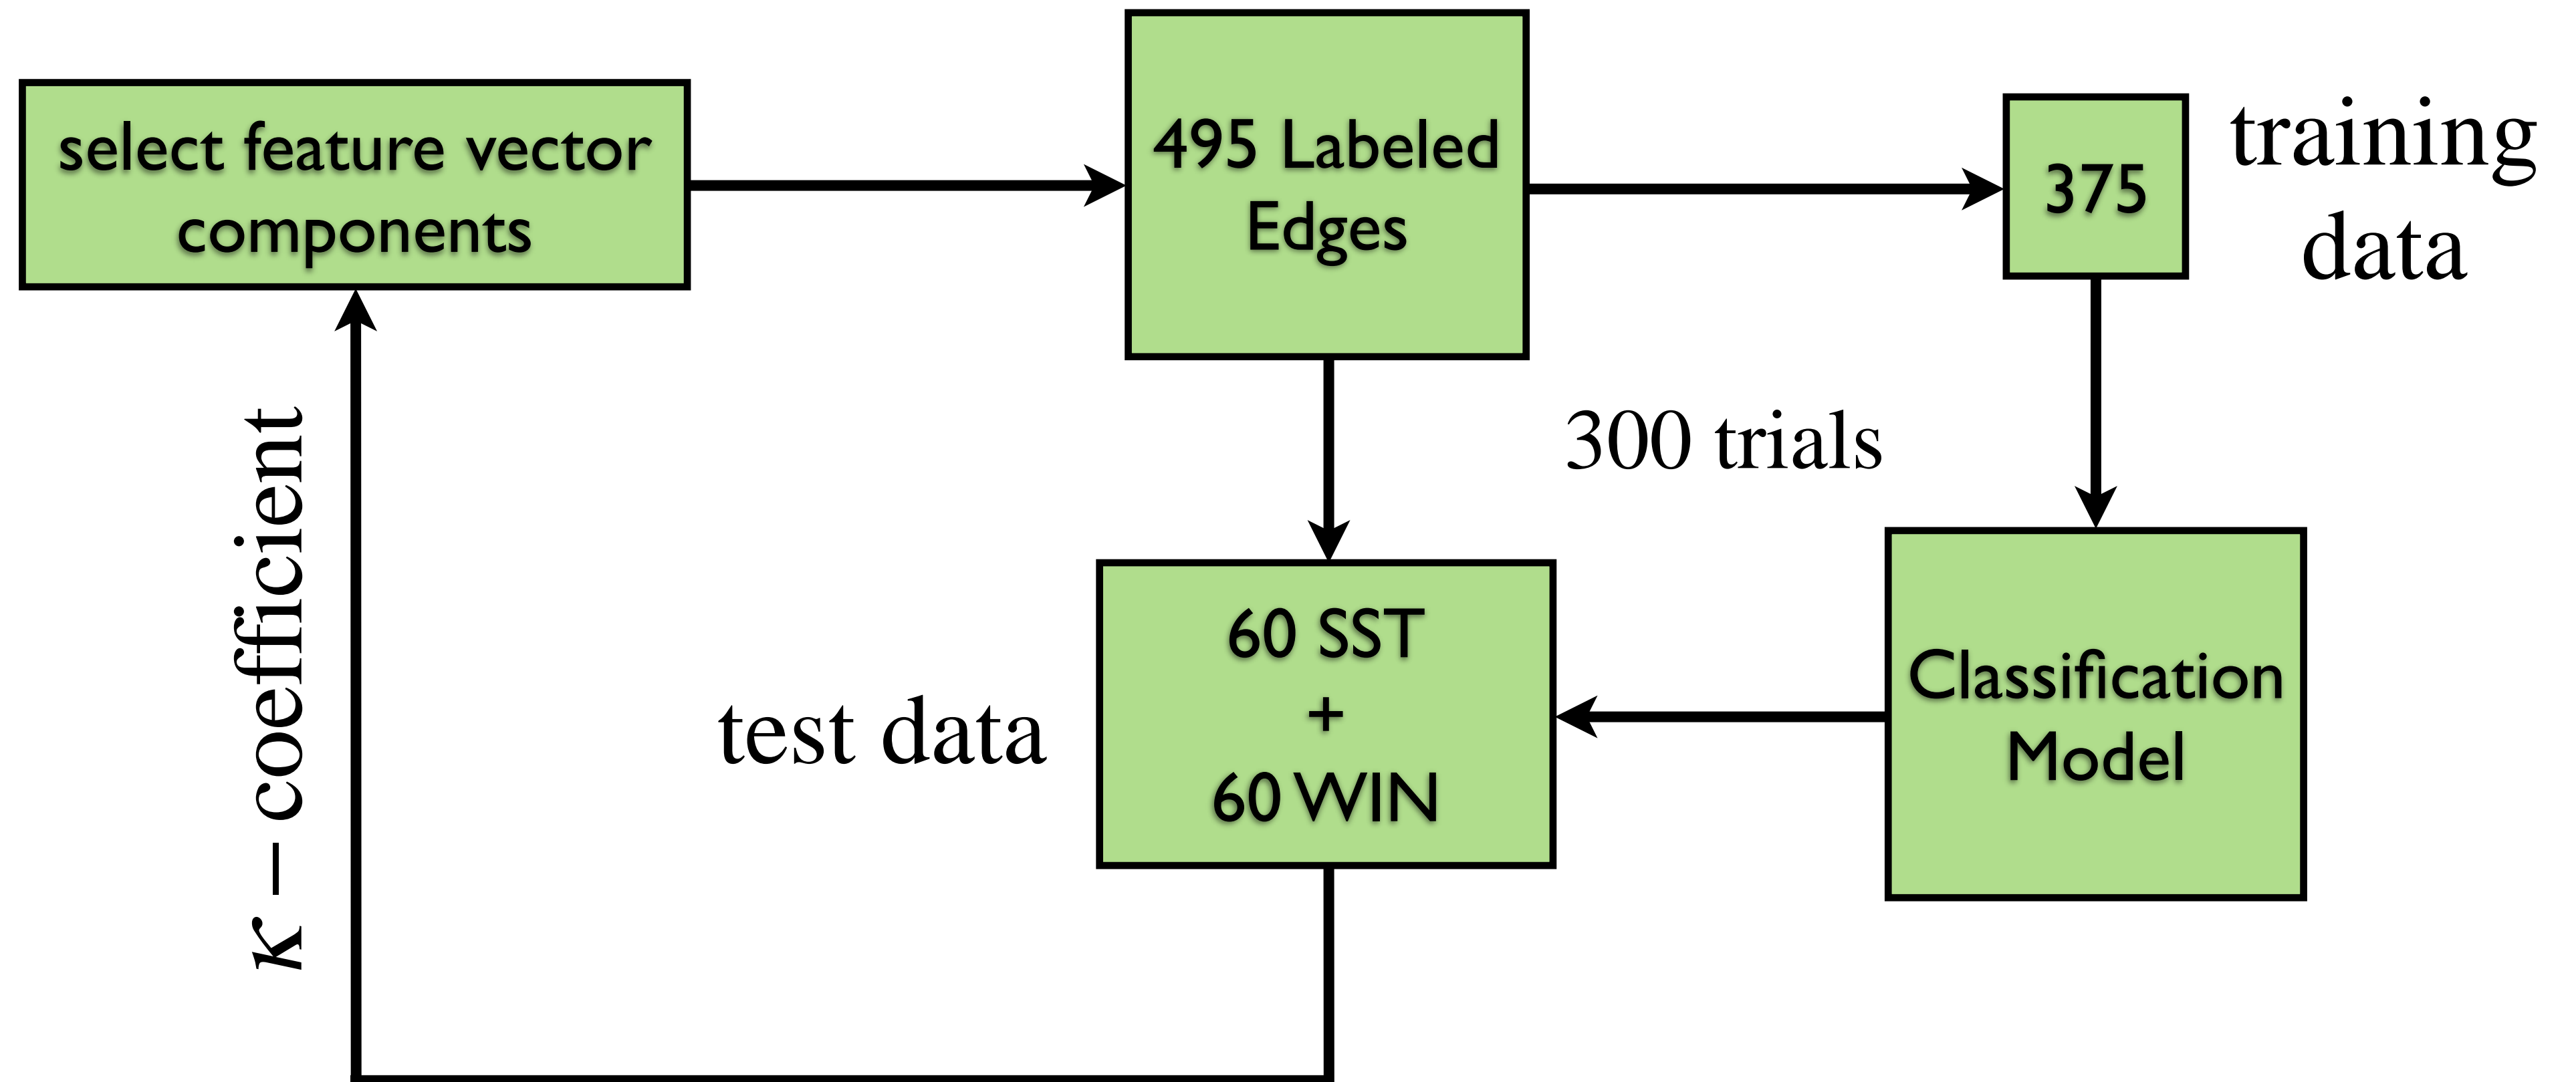 select feature vector
components
495 Labeled
Edges
375
training
data
300 trials
κ – coefficient
test data
60 SST
+
60 WIN
Classification
Model